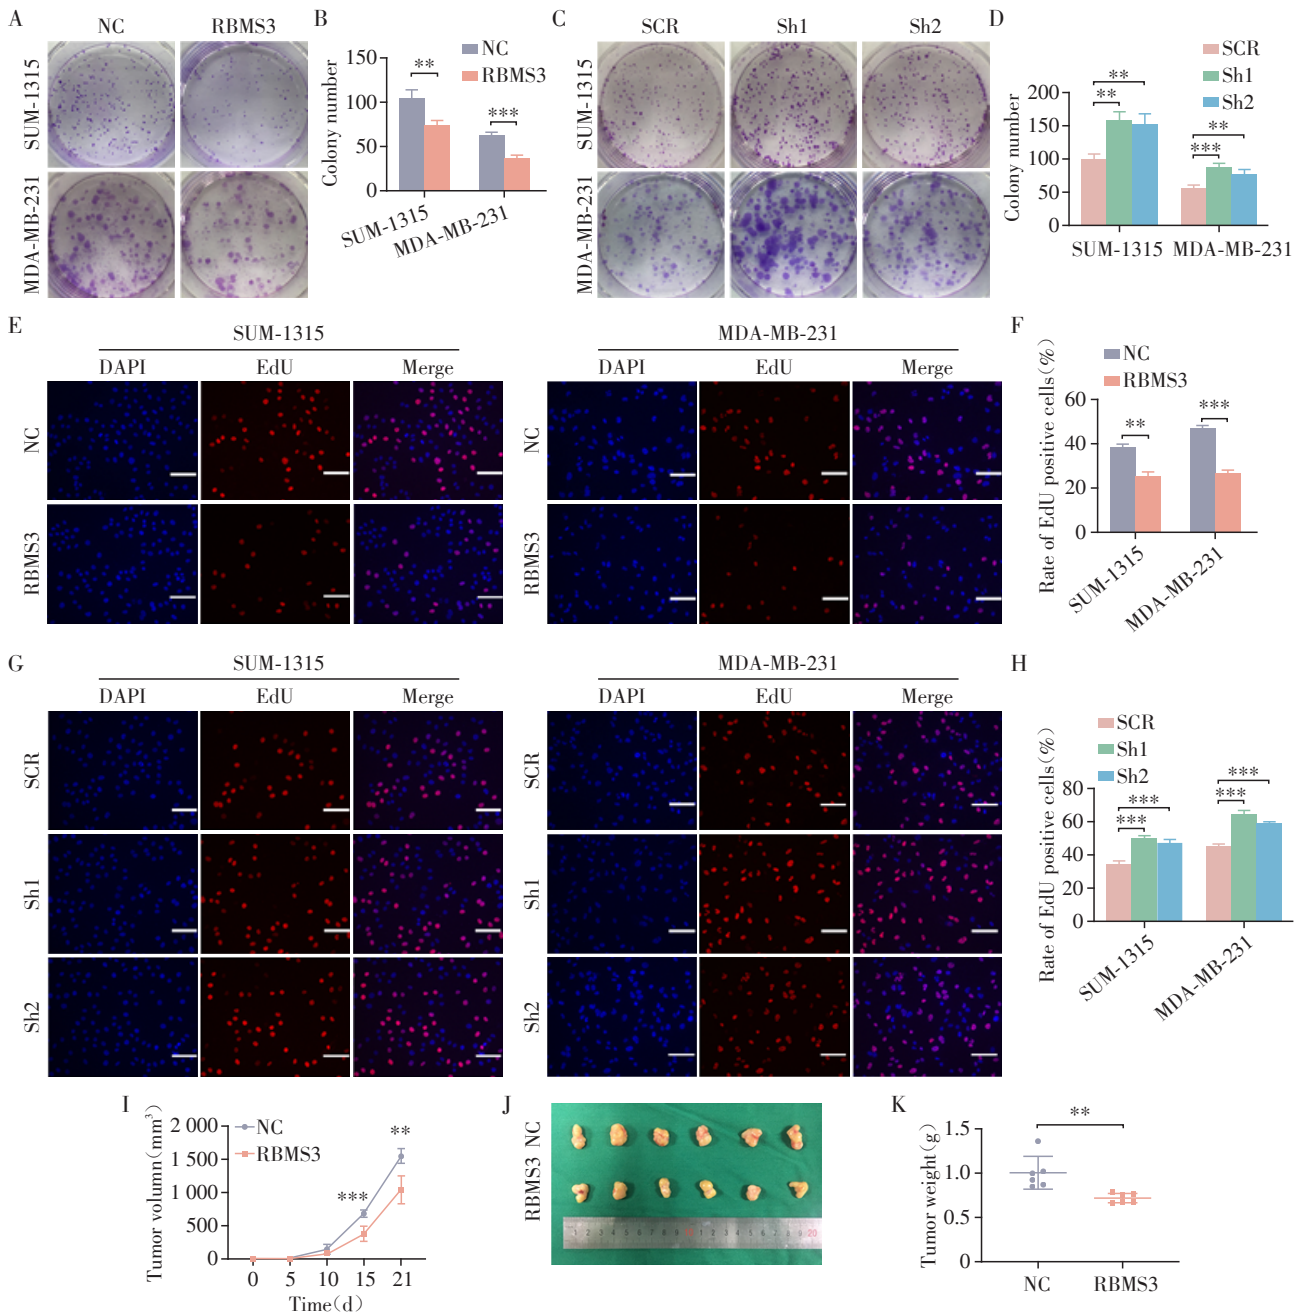 A
NC
RBMS3
SUM-1315
MDA-MB-231
B
NC
RBMS3
Colony number
150
100
50
0
**
***
SUM-1315
MDA-MB-231
C
SCR
Sh1
Sh2
SUM-1315
MDA-MB-231
D
SCR
Sh1
Sh2
Colony number
200
150
100
50
0
**
**
**
***
SUM-1315
MDA-MB-231
E
SUM-1315
MDA-MB-231
DAPI
EdU
Merge
DAPI
EdU
Merge
NC
NC
RBMS3
RBMS3
F
NC
RBMS3
Rate of EdU positive cells(%)
60
40
20
0
**
***
SUM-1315
MDA-MB-231
G
SUM-1315
MDA-MB-231
DAPI
EdU
Merge
DAPI
EdU
Merge
SCR
SCR
Sh1
Sh1
Sh2
Sh2
H
SCR
Sh1
Sh2
Rate of EdU positive cells(%)
80
60
40
20
0
***
***
***
***
SUM-1315
MDA-MB-231
I
Tumor volumn(mm³)
2 000
1 500
1 000
500
0
NC
RBMS3
***
**
0 5 10 15 21
Time(d)
J
NC
RBMS3
K
Tumor weight(g)
1.5
1.0
0.5
0
**
NC
RBMS3